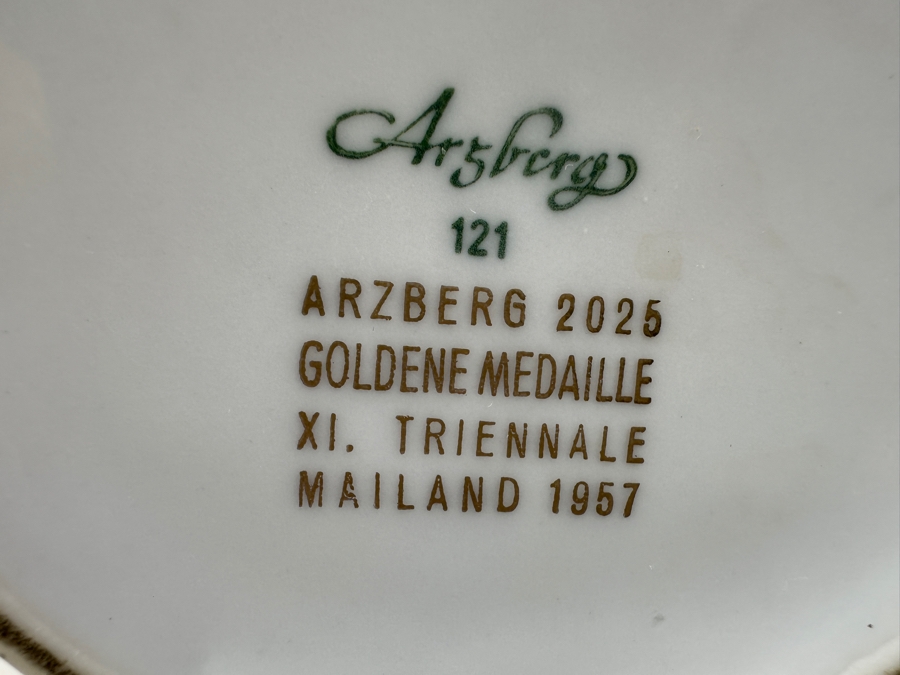 Arzberg
121
ARZBERG 2025
GOLDENE MEDAILLE
XI. TRIENNALE
MAILAND 1957